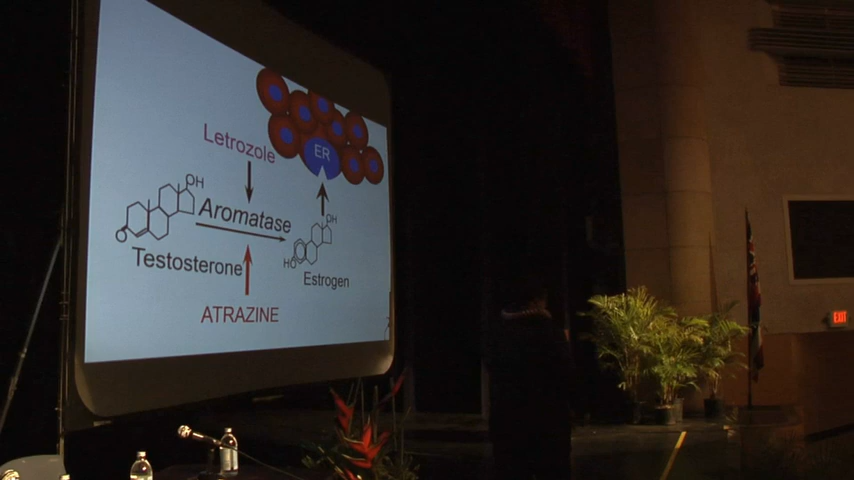 Letrozole
ER
OH
Aromatase
O
Testosterone
OH
HO
Estrogen
ATRAZINE
EXIT